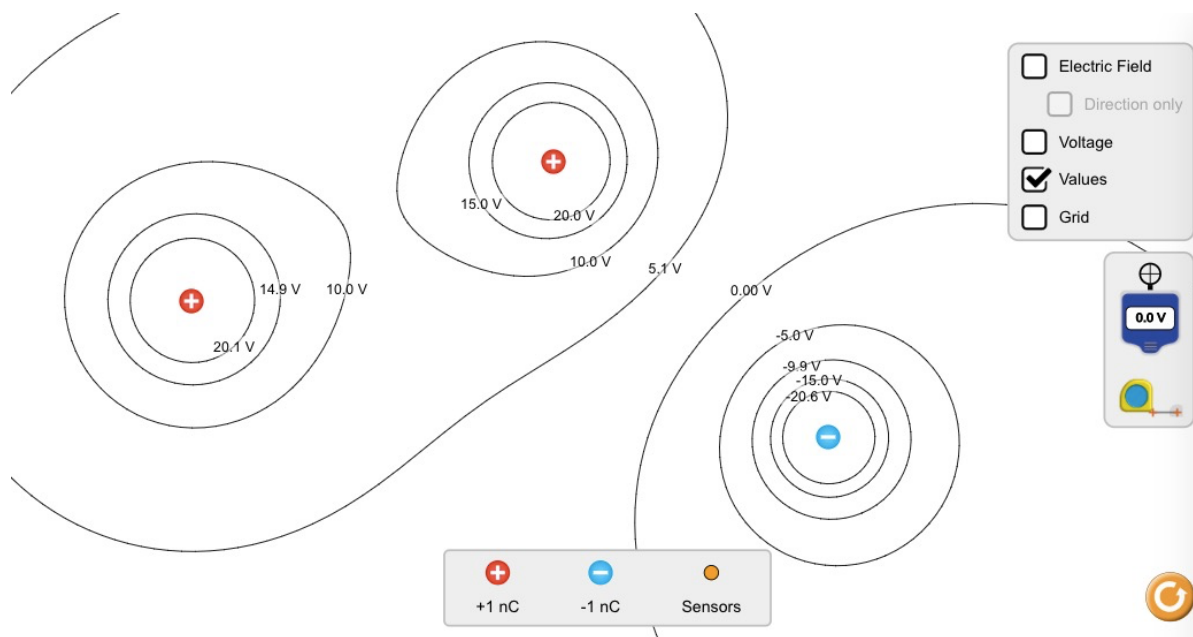 Electric Field
Direction only
Voltage
Values
Grid
15.0 V
20.0 V
10.0 V
5.1 V
14.9 V
10.0 V
20.1 V
0.00 V
-5.0 V
-9.9 V
-15.0 V
-20.6 V
0.0 V
+1 nC
-1 nC
Sensors